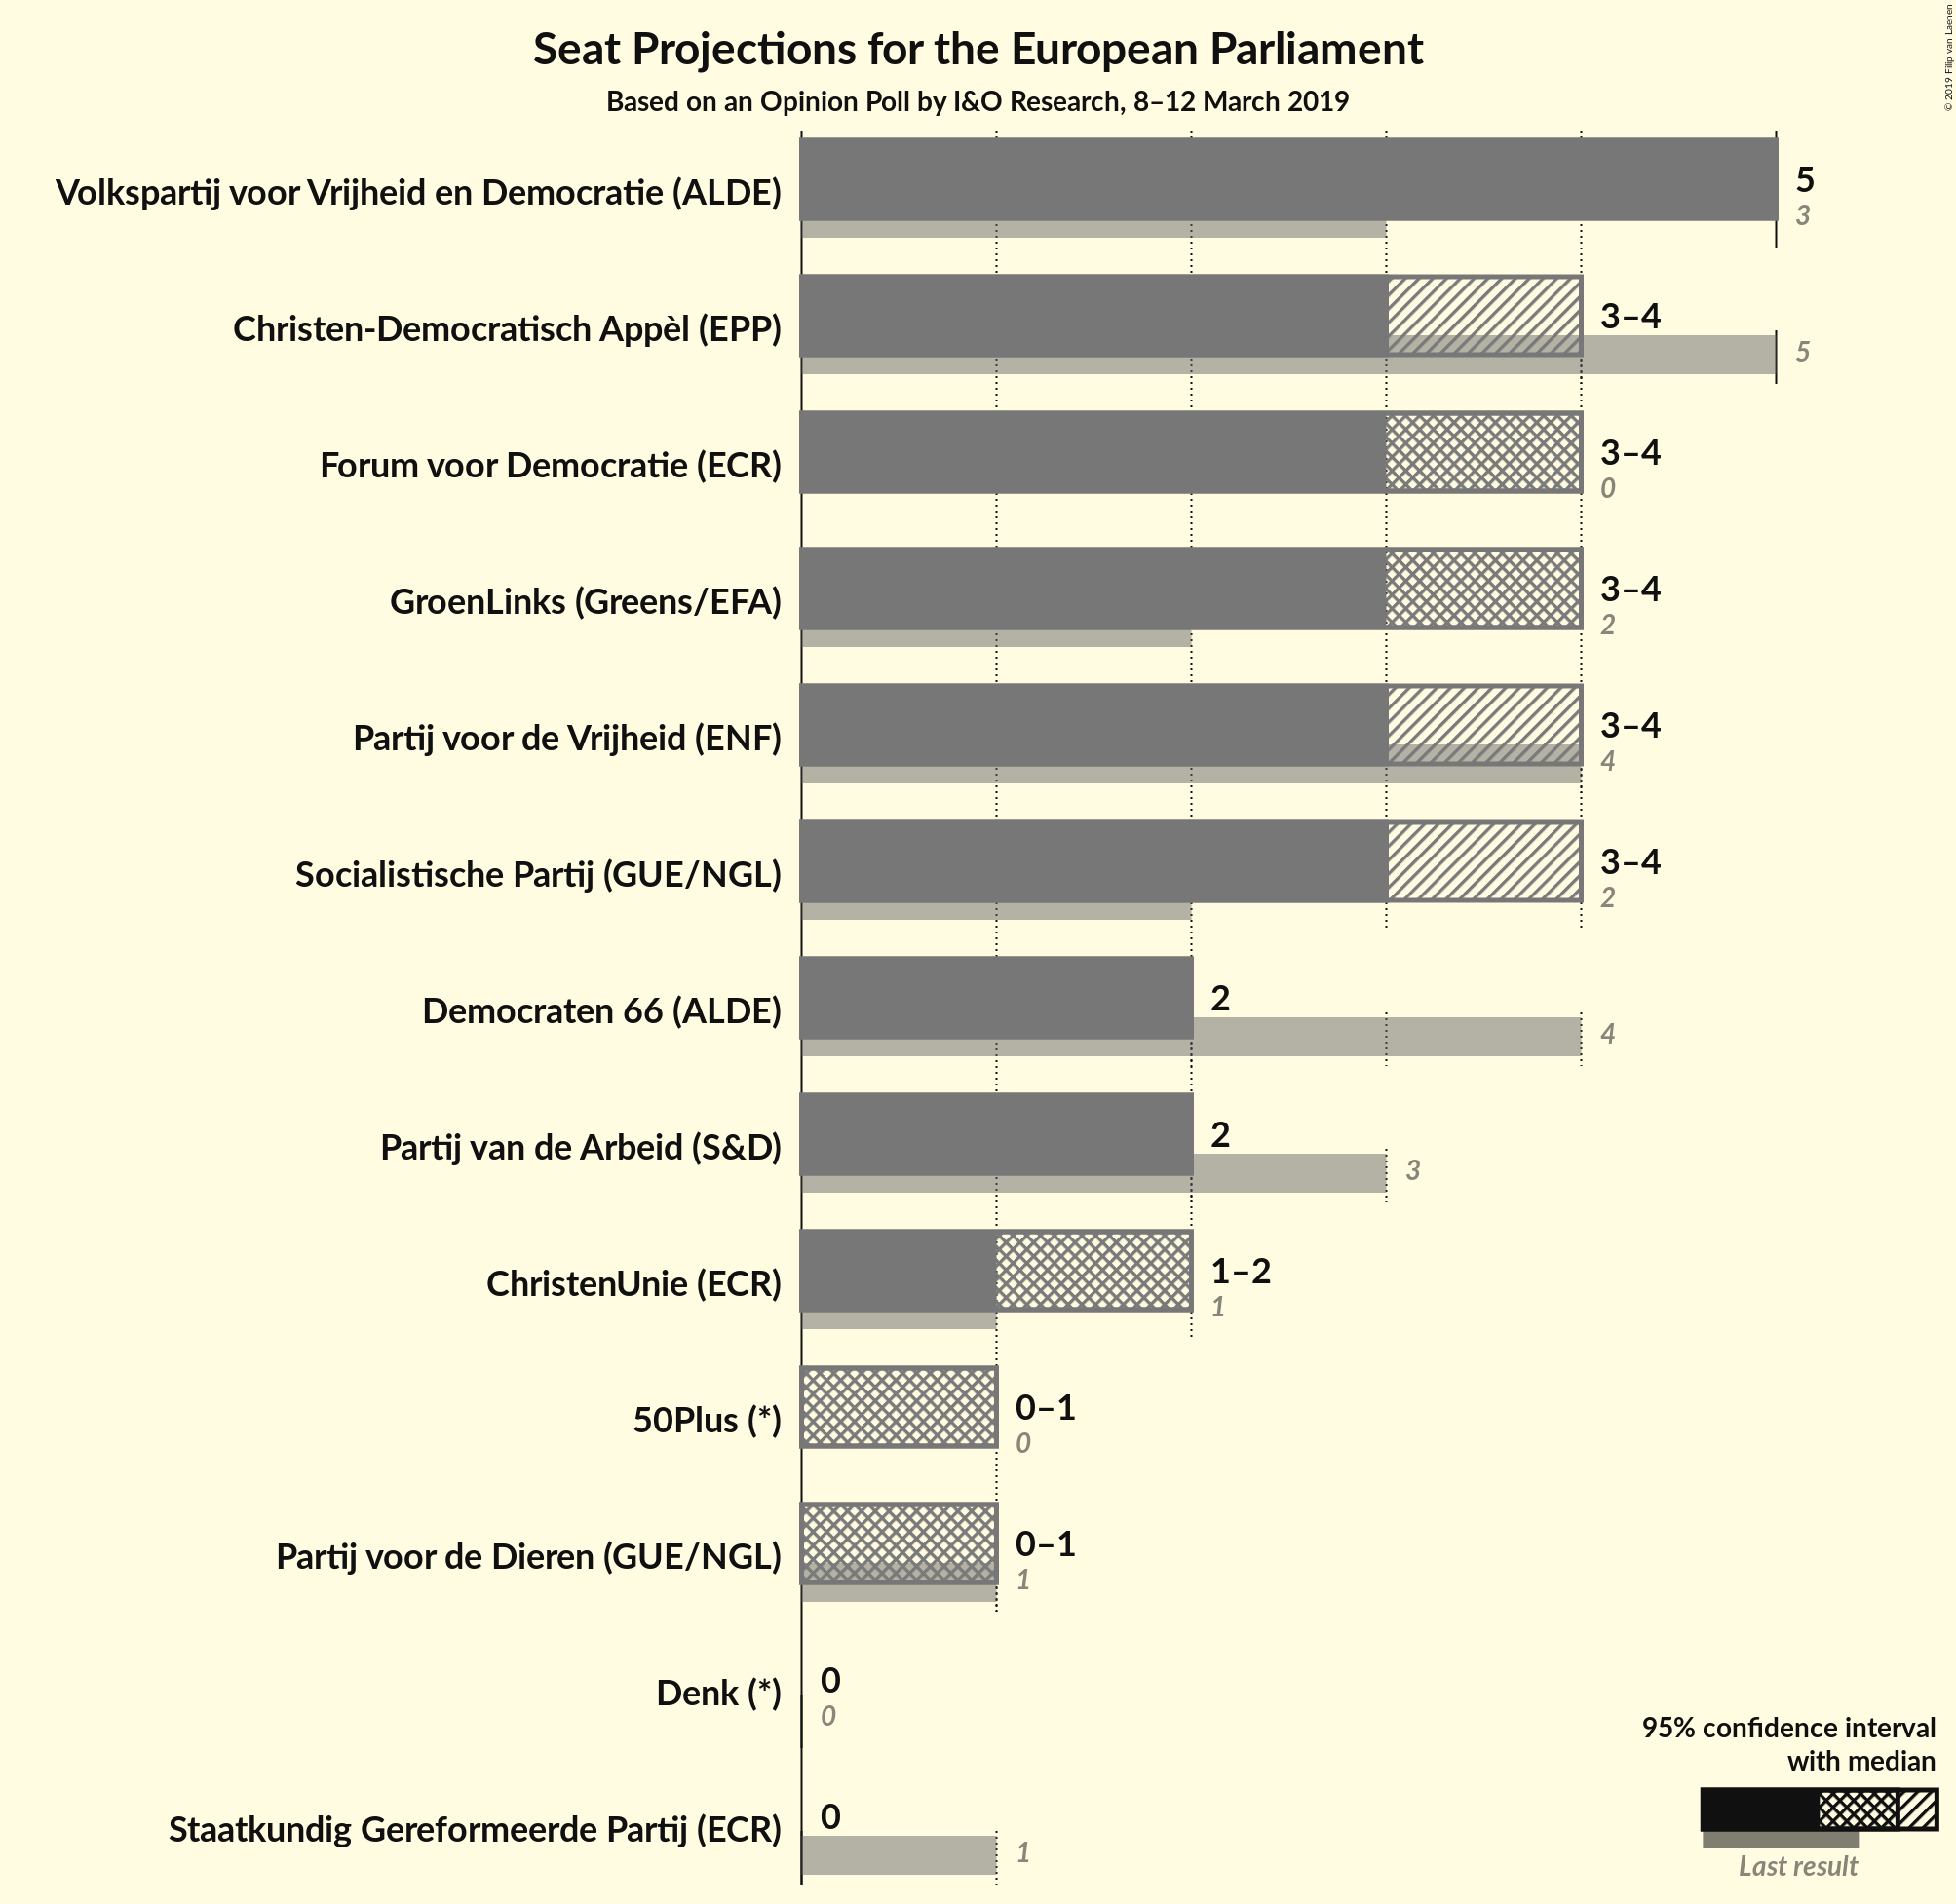 Seat Projections for the European Parliament
Based on an Opinion Poll by I&O Research, 8–12 March 2019
© 2019 Filip van Laenen
Volkspartij voor Vrijheid en Democratie (ALDE)
5
3
Christen-Democratisch Appèl (EPP)
3–4
5
Forum voor Democratie (ECR)
3–4
0
GroenLinks (Greens/EFA)
3–4
2
Partij voor de Vrijheid (ENF)
3–4
4
Socialistische Partij (GUE/NGL)
3–4
2
Democraten 66 (ALDE)
2
4
Partij van de Arbeid (S&D)
2
3
ChristenUnie (ECR)
1–2
1
50Plus (*)
0–1
0
Partij voor de Dieren (GUE/NGL)
0–1
1
Denk (*)
0
0
Staatkundig Gereformeerde Partij (ECR)
0
1
95% confidence interval
with median
Last result